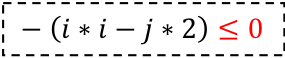 − (i ∗ i − j ∗ 2) ≤ 0